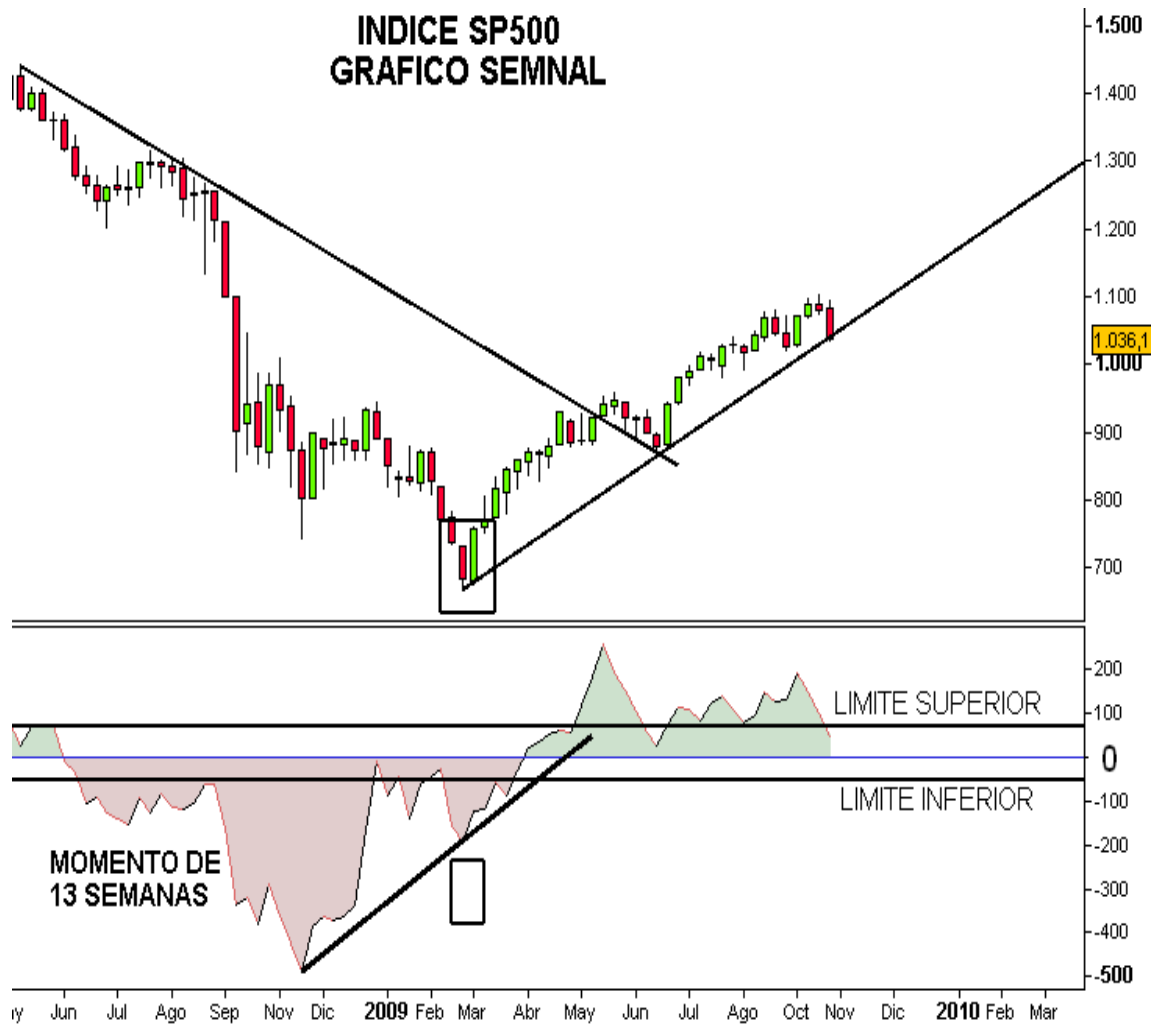 INDICE SP500
GRAFICO SEMNAL
1.500
1.400
1.300
1.200
1.100
1.036,1
1.000
900
800
700
200
LIMITE SUPERIOR
100
0
LIMITE INFERIOR
-100
MOMENTO DE
13 SEMANAS
-200
-300
-400
-500
Jun Jul Ago Sep Nov Dic 2009 Feb Mar Abr May Jun Jul Ago Sep Oct Nov Dic 2010 Feb Mar